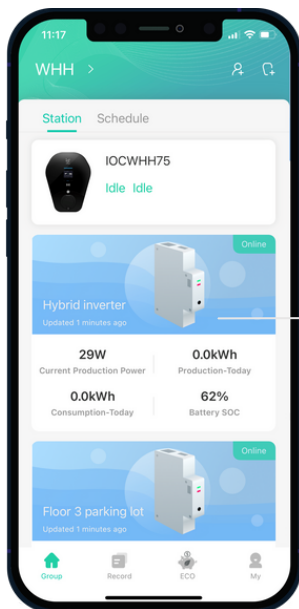 11:17
WHH >
Station Schedule
IOCWHH75
Idle Idle
Online
Hybrid inverter
Updated 1 minutes ago
29W 0.0kWh
Current Production Power Production-Today
0.0kWh 62%
Consumption-Today Battery SOC
Online
Floor 3 parking lot
Updated 1 minutes ago
Group Record ECO My